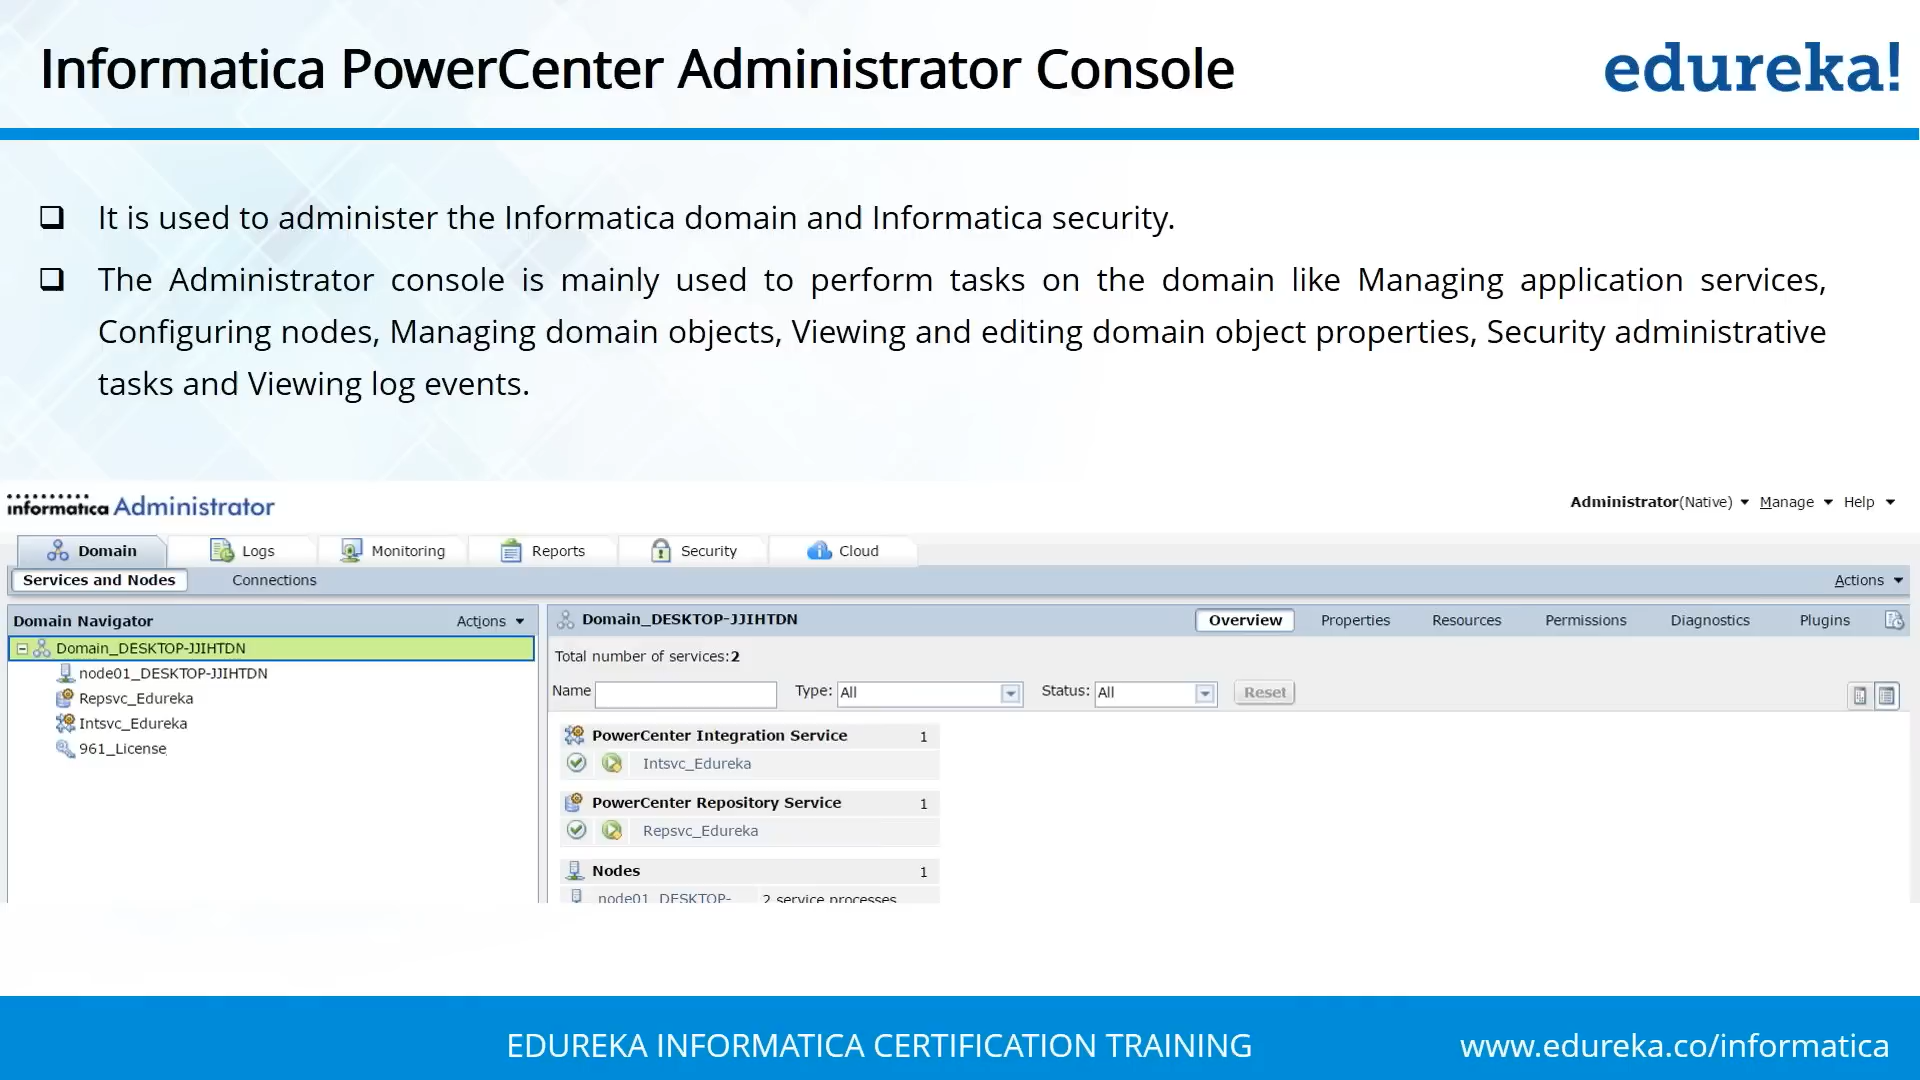 Informatica PowerCenter Administrator Console
edureka!
It is used to administer the Informatica domain and Informatica security.
The Administrator console is mainly used to perform tasks on the domain like Managing application services,
Configuring nodes, Managing domain objects, Viewing and editing domain object properties, Security administrative
tasks and Viewing log events.
informatica Administrator
Administrator(Native) Manage Help
Domain Logs Monitoring Reports Security Cloud
Services and Nodes Connections Actions
Domain Navigator Actions
Domain_DESKTOP-JJIHTDN
node01_DESKTOP-JJIHTDN
Repsvc_Edureka
Intsvc_Edureka
961_License
Domain_DESKTOP-JJIHTDN Overview Properties Resources Permissions Diagnostics Plugins
Total number of services:2
Name Type: All Status: All Reset
PowerCenter Integration Service 1
Intsvc_Edureka
PowerCenter Repository Service 1
Repsvc_Edureka
Nodes 1
node01_DESKTOP- 2 service processes
EDUREKA INFORMATICA CERTIFICATION TRAINING
www.edureka.co/informatica